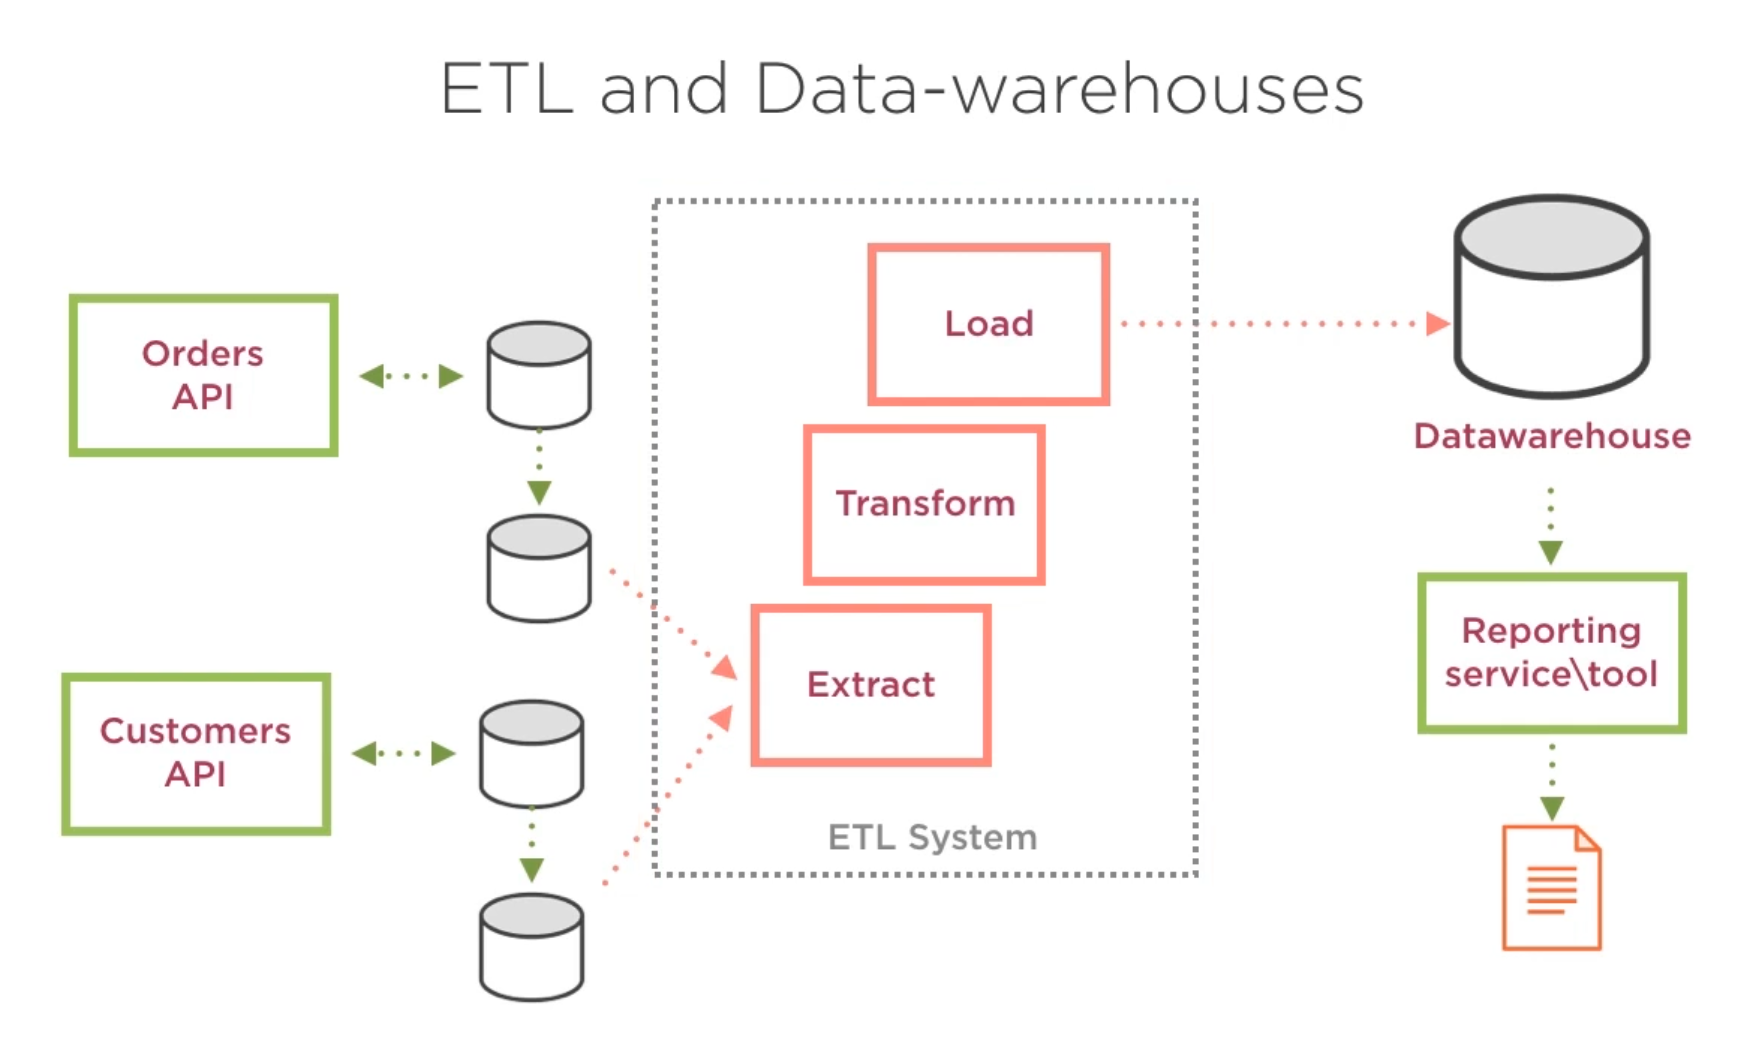 ETL and Data-warehouses
Orders
API
Customers
API
Load
Transform
Extract
ETL System
Datawarehouse
Reporting
service\tool